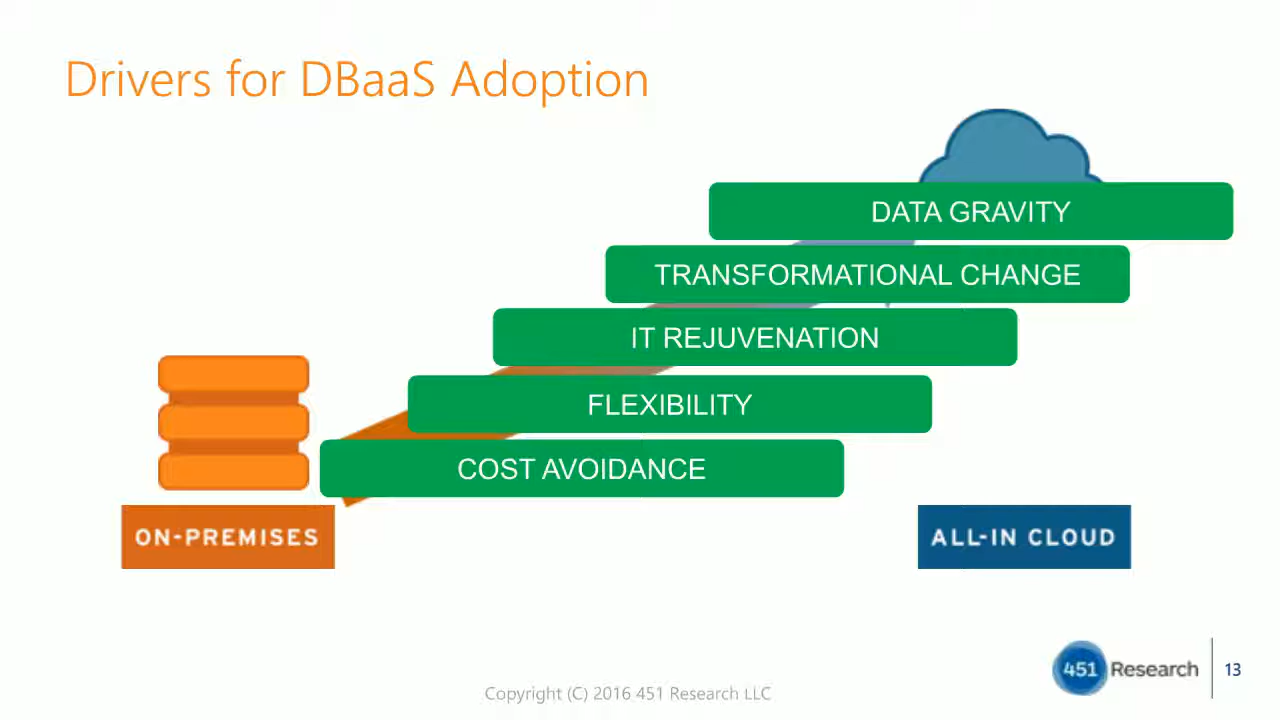 Drivers for DBaaS Adoption
DATA GRAVITY
TRANSFORMATIONAL CHANGE
IT REJUVENATION
FLEXIBILITY
COST AVOIDANCE
ON-PREMISES
ALL-IN CLOUD
451 Research
13
Copyright (C) 2016 451 Research LLC